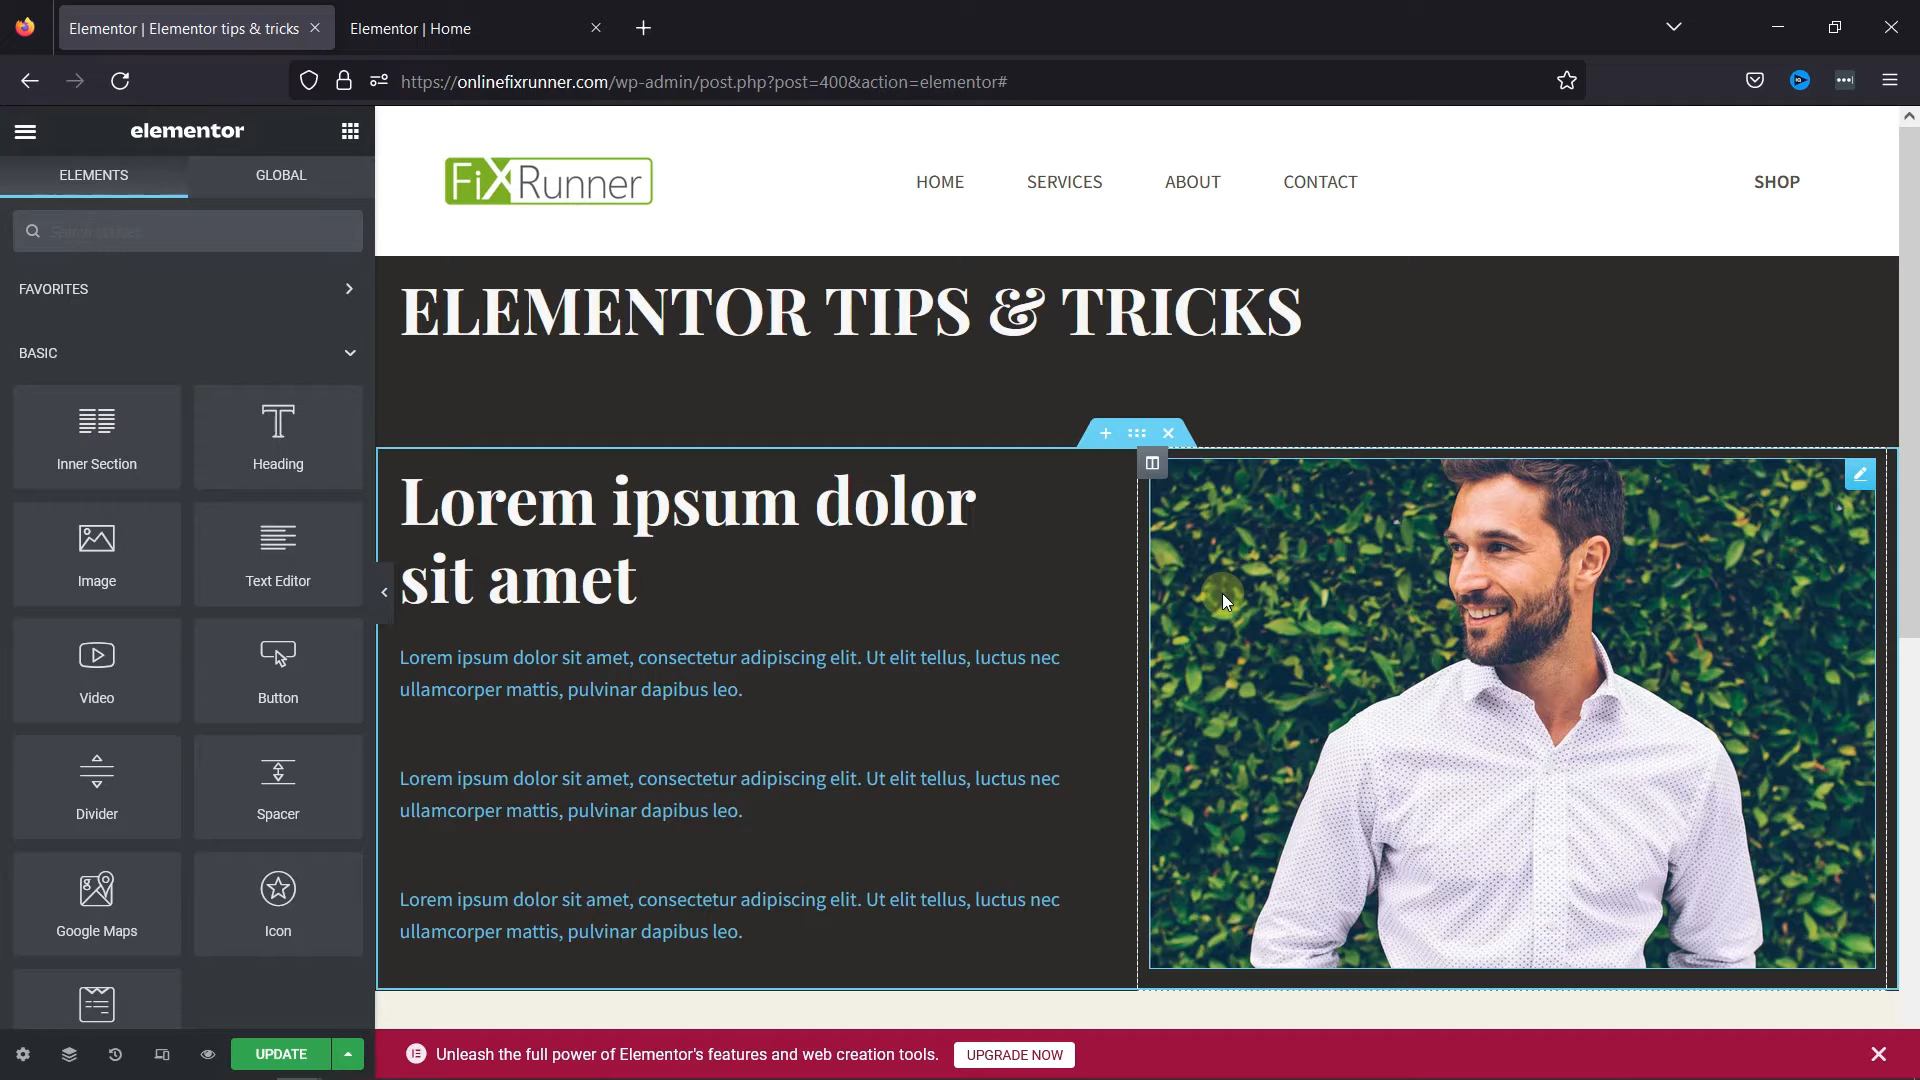 Elementor | Elementor tips & tricks
Elementor | Home
https://onlinefixrunner.com/wp-admin/post.php?post=400&action=elementor#
elementor
ELEMENTS
GLOBAL
FAVORITES
BASIC
Inner Section
Heading
Image
Text Editor
Video
Button
Divider
Spacer
Google Maps
Icon
UPDATE
FiXRunner
HOME
SERVICES
ABOUT
CONTACT
SHOP
ELEMENTOR TIPS & TRICKS
Lorem ipsum dolor
sit amet
Lorem ipsum dolor sit amet, consectetur adipiscing elit. Ut elit tellus, luctus nec
ullamcorper mattis, pulvinar dapibus leo.
Lorem ipsum dolor sit amet, consectetur adipiscing elit. Ut elit tellus, luctus nec
ullamcorper mattis, pulvinar dapibus leo.
Lorem ipsum dolor sit amet, consectetur adipiscing elit. Ut elit tellus, luctus nec
ullamcorper mattis, pulvinar dapibus leo.
Unleash the full power of Elementor's features and web creation tools.
UPGRADE NOW